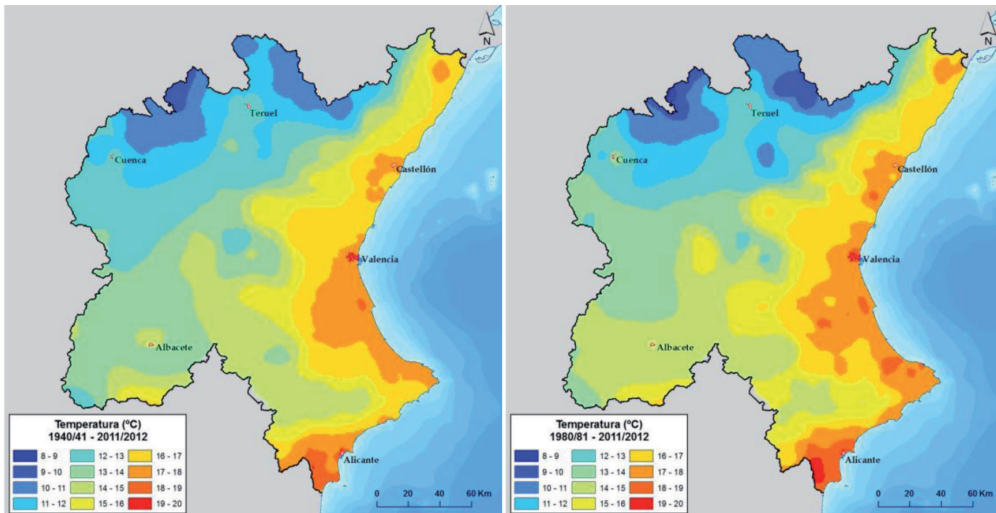 N
Teruel
Cuenca
Castellón
Valencia
Albacete
Alicante
Temperatura (ºC)
1940/41 - 2011/2012
8 - 9 12 - 13 16 - 17
9 - 10 13 - 14 17 - 18
10 - 11 14 - 15 18 - 19
11 - 12 15 - 16 19 - 20
0 20 40 60 Km
N
Teruel
Cuenca
Castellón
Valencia
Albacete
Alicante
Temperatura (ºC)
1980/81 - 2011/2012
8 - 9 12 - 13 16 - 17
9 - 10 13 - 14 17 - 18
10 - 11 14 - 15 18 - 19
11 - 12 15 - 16 19 - 20
0 20 40 60 Km